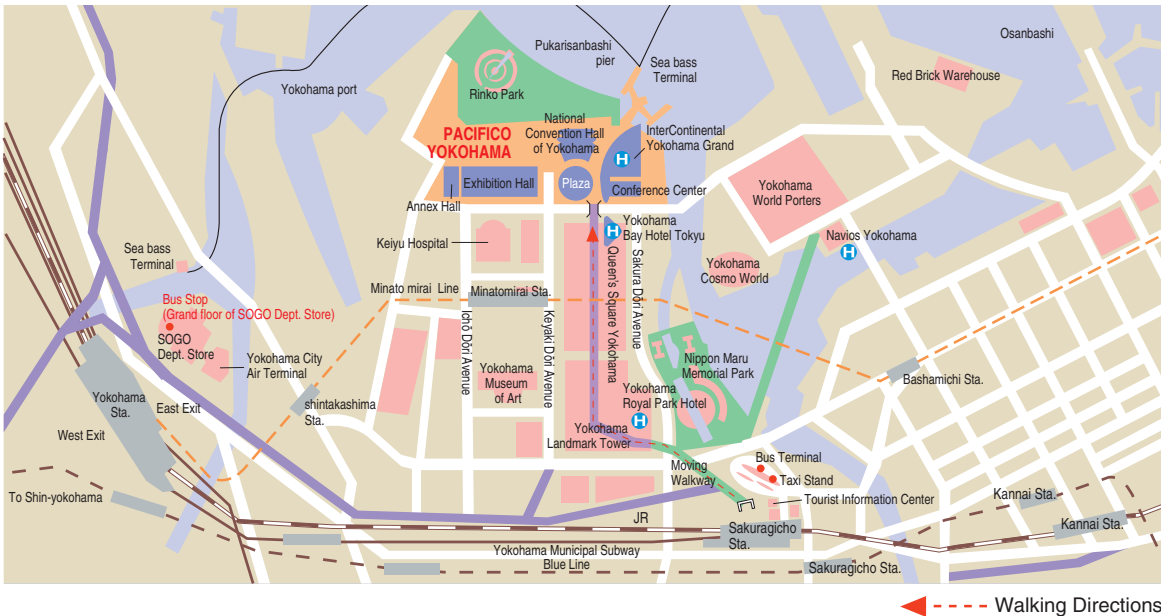 Osanbashi
Pukarisanbashi
pier
Sea bass
Terminal
Red Brick Warehouse
Yokohama port
Rinko Park
National
Convention Hall
of Yokohama
InterContinental
Yokohama Grand
PACIFICO
YOKOHAMA
H
Exhibition Hall
Plaza
Conference Center
Annex Hall
Yokohama
World Porters
Yokohama
Bay Hotel Tokyu
H
Navios Yokohama
H
Keiyu Hospital
Sea bass
Terminal
Queen's Square Yokohama
Sakura Dōri Avenue
Yokohama
Cosmo World
Minato mirai Line
Minatomirai Sta.
Bus Stop
(Grand floor of SOGO Dept. Store)
SOGO
Dept. Store
Ichō Dōri Avenue
Keyaki Dōri Avenue
Yokohama City
Air Terminal
Nippon Maru
Memorial Park
Yokohama
Museum
of Art
Bashamichi Sta.
Yokohama
Sta.
East Exit
shintakashima
Sta.
Yokohama
Royal Park Hotel
H
West Exit
Yokohama
Landmark Tower
Moving
Walkway
Bus Terminal
Taxi Stand
Tourist Information Center
To Shin-yokohama
Kannai Sta.
JR
Sakuragicho
Sta.
Kannai Sta.
Yokohama Municipal Subway
Blue Line
Sakuragicho Sta.
Walking Directions